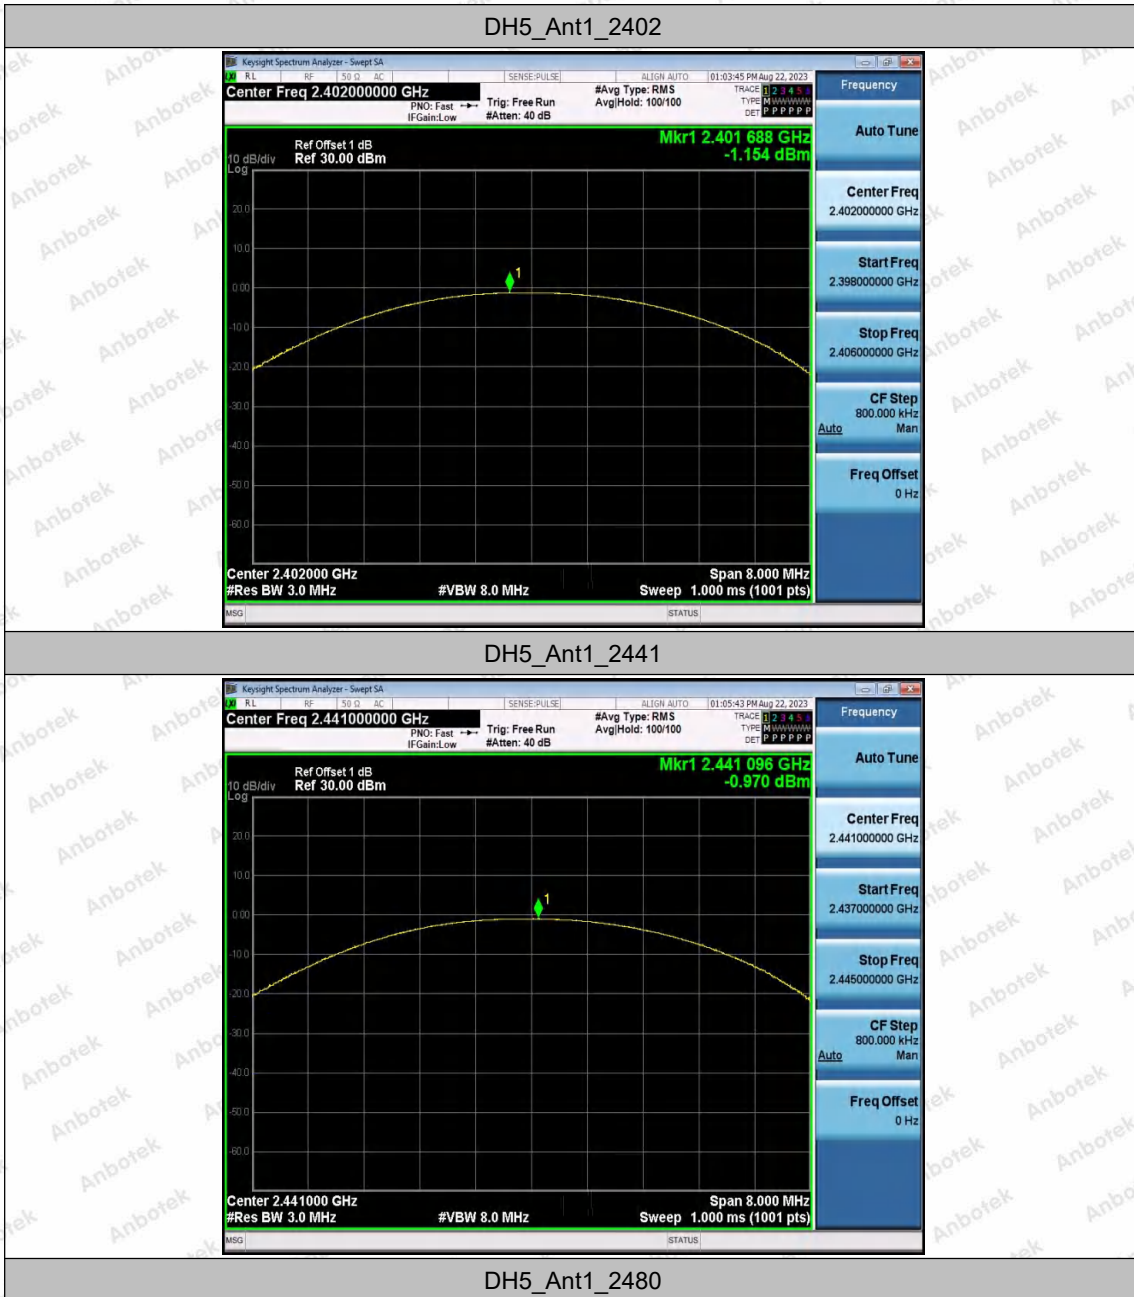 DH5_Ant1_2402
Keysight Spectrum Analyzer - Swept SA
RL RF 50 Ω AC SENSE:PULSE ALIGN AUTO 01:03:45 PM Aug 22, 2023
Center Freq 2.402000000 GHz
PNO: Fast
IFGain:Low
Trig: Free Run
#Atten: 40 dB
#Avg Type: RMS
Avg|Hold: 100/100
TRACE 1 2 3 4 5 6
TYPE M WWWWW
DET P P P P P P
Frequency
Ref Offset 1 dB
10 dB/div Ref 30.00 dBm
Log
Mkr1 2.401 688 GHz
-1.154 dBm
20.0
10.0
0.00
-10.0
-20.0
-30.0
-40.0
-50.0
-60.0
1
Center 2.402000 GHz
Span 8.000 MHz
#Res BW 3.0 MHz
#VBW 8.0 MHz
Sweep 1.000 ms (1001 pts)
MSG STATUS
Auto Tune
Center Freq
2.402000000 GHz
Start Freq
2.398000000 GHz
Stop Freq
2.406000000 GHz
CF Step
800.000 kHz
Auto Man
Freq Offset
0 Hz
DH5_Ant1_2441
Keysight Spectrum Analyzer - Swept SA
RL RF 50 Ω AC SENSE:PULSE ALIGN AUTO 01:05:43 PM Aug 22, 2023
Center Freq 2.441000000 GHz
PNO: Fast
IFGain:Low
Trig: Free Run
#Atten: 40 dB
#Avg Type: RMS
Avg|Hold: 100/100
TRACE 1 2 3 4 5 6
TYPE M WWWWW
DET P P P P P P
Frequency
Ref Offset 1 dB
10 dB/div Ref 30.00 dBm
Log
Mkr1 2.441 096 GHz
-0.970 dBm
20.0
10.0
0.00
-10.0
-20.0
-30.0
-40.0
-50.0
-60.0
1
Center 2.441000 GHz
Span 8.000 MHz
#Res BW 3.0 MHz
#VBW 8.0 MHz
Sweep 1.000 ms (1001 pts)
MSG STATUS
Auto Tune
Center Freq
2.441000000 GHz
Start Freq
2.437000000 GHz
Stop Freq
2.445000000 GHz
CF Step
800.000 kHz
Auto Man
Freq Offset
0 Hz
DH5_Ant1_2480
Anbotek